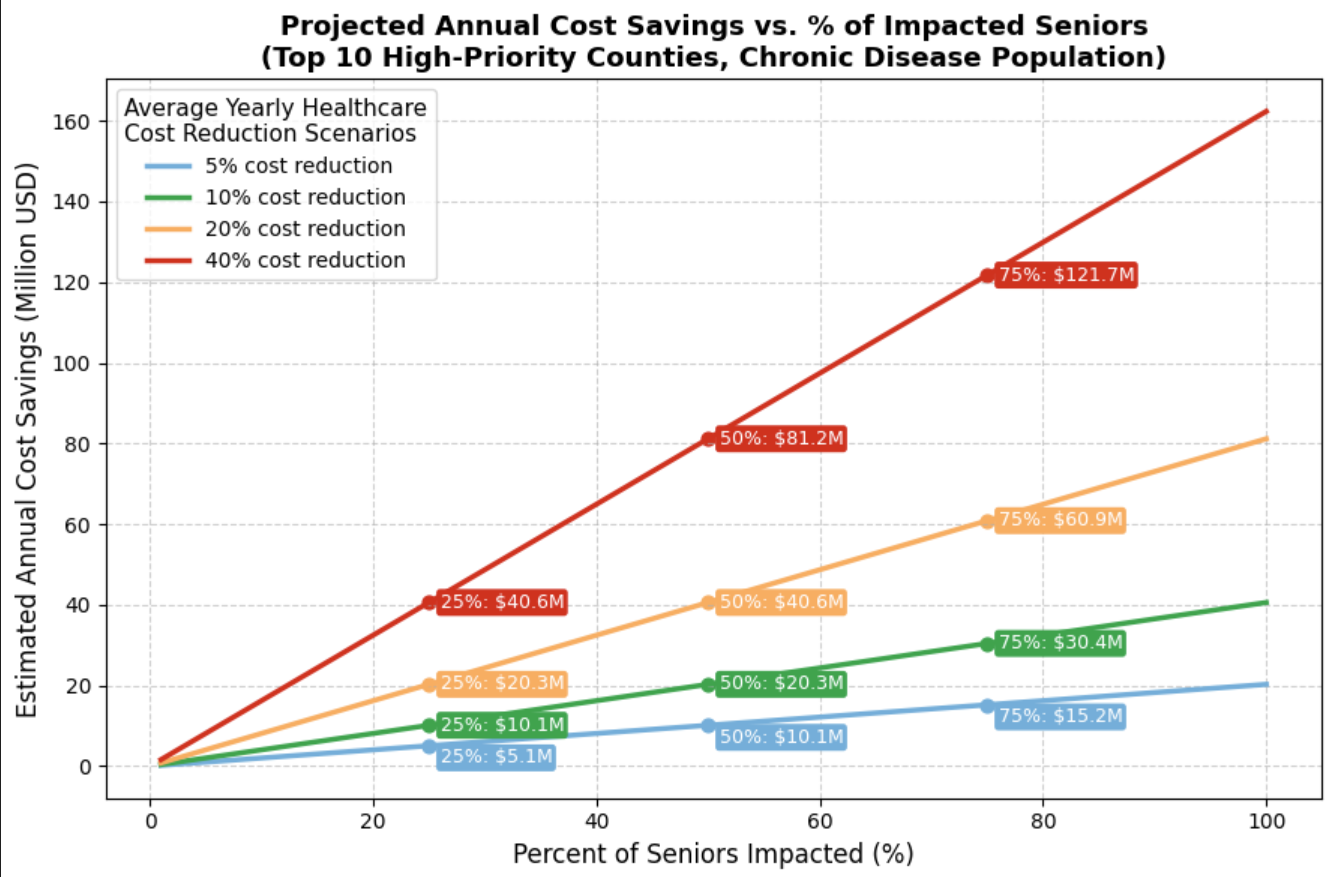 Projected Annual Cost Savings vs. % of Impacted Seniors
(Top 10 High-Priority Counties, Chronic Disease Population)
Average Yearly Healthcare
Cost Reduction Scenarios
5% cost reduction
10% cost reduction
20% cost reduction
40% cost reduction
Estimated Annual Cost Savings (Million USD)
160
140
120
100
80
60
40
20
0
75%: $121.7M
50%: $81.2M
75%: $60.9M
25%: $40.6M
50%: $40.6M
75%: $30.4M
25%: $20.3M
50%: $20.3M
75%: $15.2M
25%: $10.1M
50%: $10.1M
25%: $5.1M
0
20
40
60
80
100
Percent of Seniors Impacted (%)